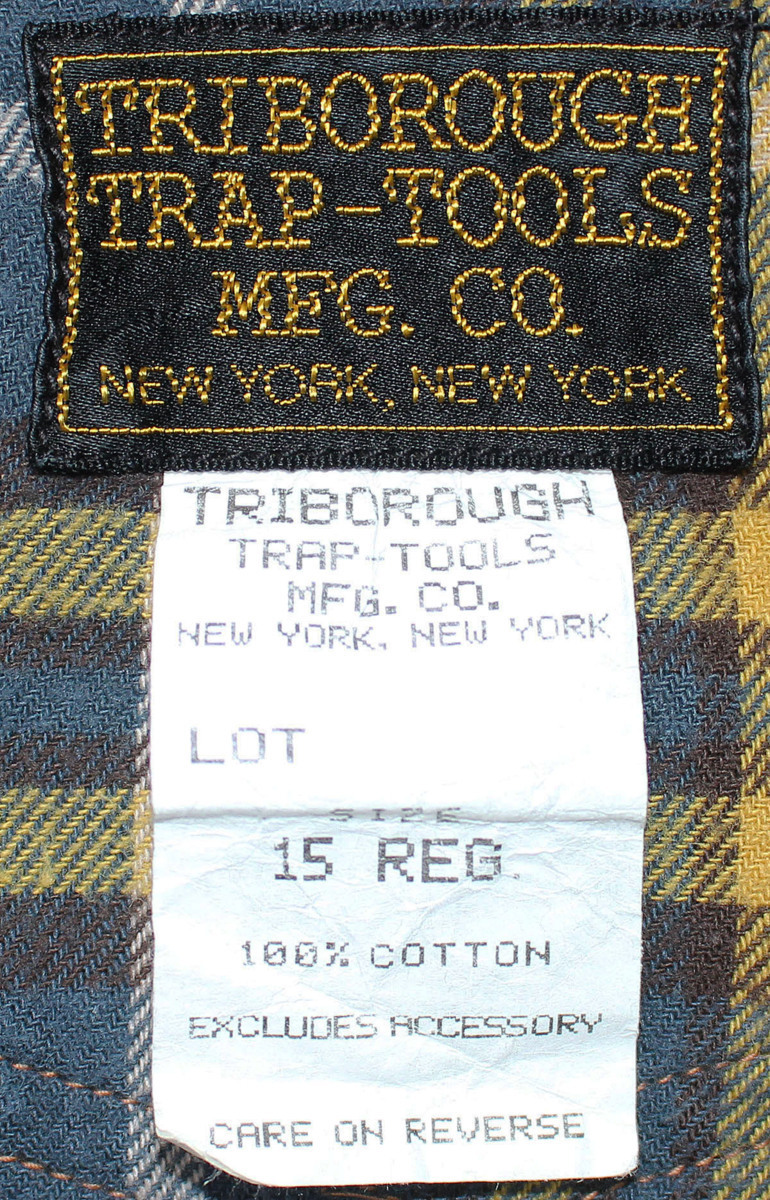 TRIBOROUGH
TRAP-TOOLS
MFG. CO.
NEW YORK, NEW YORK
TRIBOROUGH
TRAP-TOOLS
MFG. CO.
NEW YORK, NEW YORK
LOT
SIZE
15 REG.
100% COTTON
EXCLUDES ACCESSORY
CARE ON REVERSE